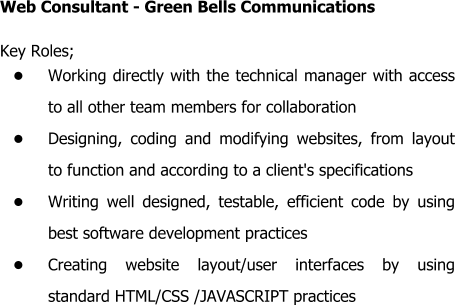 Web Consultant - Green Bells Communications
Key Roles;
● Working directly with the technical manager with access
to all other team members for collaboration
● Designing, coding and modifying websites, from layout
to function and according to a client's specifications
● Writing well designed, testable, efficient code by using
best software development practices
● Creating website layout/user interfaces by using
standard HTML/CSS /JAVASCRIPT practices